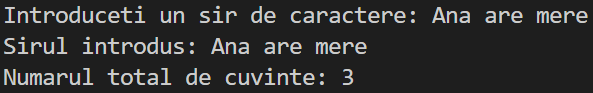 Introduceti un sir de caractere: Ana are mere
Sirul introdus: Ana are mere
Numarul total de cuvinte: 3